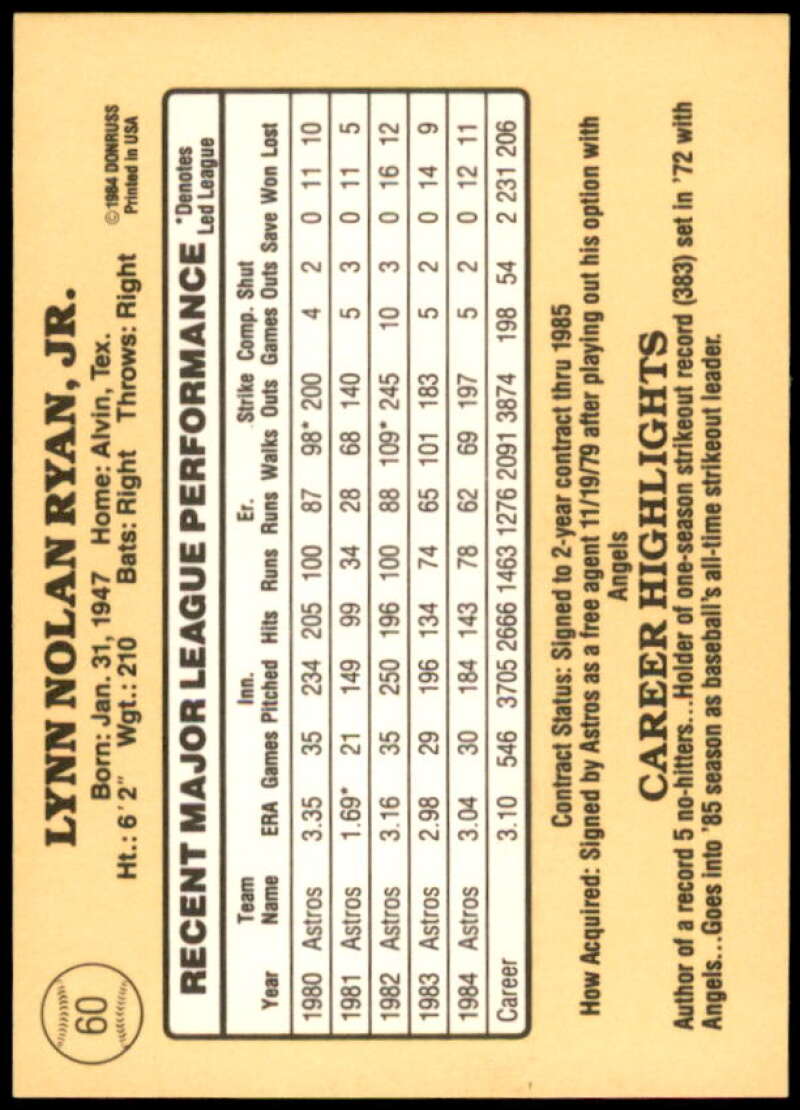 60
LYNN NOLAN RYAN, JR.
Born: Jan. 31, 1947 Home: Alvin, Tex.
Ht.: 6'2" Wgt.: 210 Bats: Right Throws: Right
©1984 DONRUSS
Printed In USA
RECENT MAJOR LEAGUE PERFORMANCE
*Denotes
Led League
Team Inn. Er. Strike Comp. Shut
Year Name ERA Games Pitched Hits Runs Runs Walks Outs Games Outs Save Won Lost
1980 Astros 3.35 35 234 205 100 87 98* 200 4 2 0 11 10
1981 Astros 1.69* 21 149 99 34 28 68 140 5 3 0 11 5
1982 Astros 3.16 35 250 196 100 88 109* 245 10 3 0 16 12
1983 Astros 2.98 29 196 134 74 65 101 183 5 2 0 14 9
1984 Astros 3.04 30 184 143 78 62 69 197 5 2 0 12 11
Career 3.10 546 3705 2666 1463 1276 2091 3874 198 54 2 231 206
Contract Status: Signed to 2-year contract thru 1985
How Acquired: Signed by Astros as a free agent 11/19/79 after playing out his option with
Angels
CAREER HIGHLIGHTS
Author of a record 5 no-hitters...Holder of one-season strikeout record (383) set in '72 with
Angels...Goes into '85 season as baseball's all-time strikeout leader.